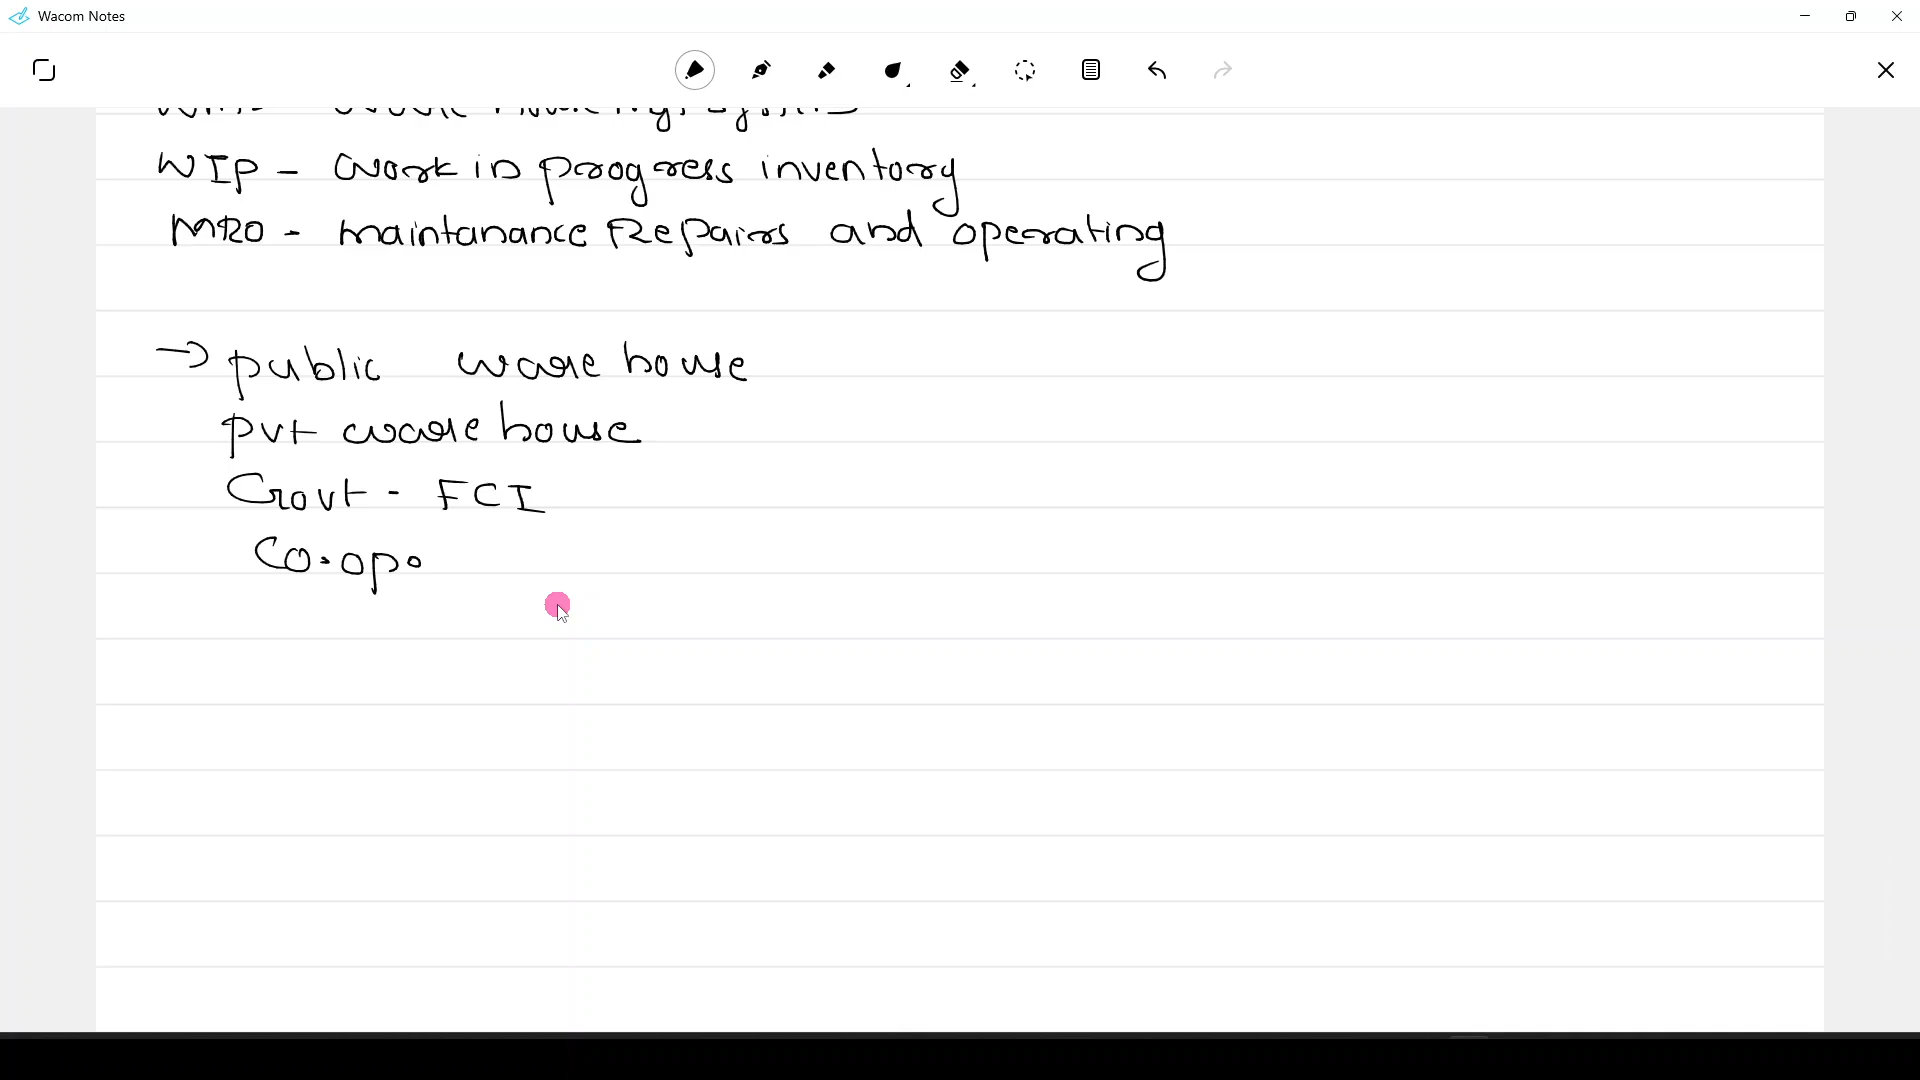 Wacom Notes
WIP - Work in progress inventory
MRO - maintanance Repairs and operating
→ public ware house
pvt ware house
Govt - FCI
Co-op